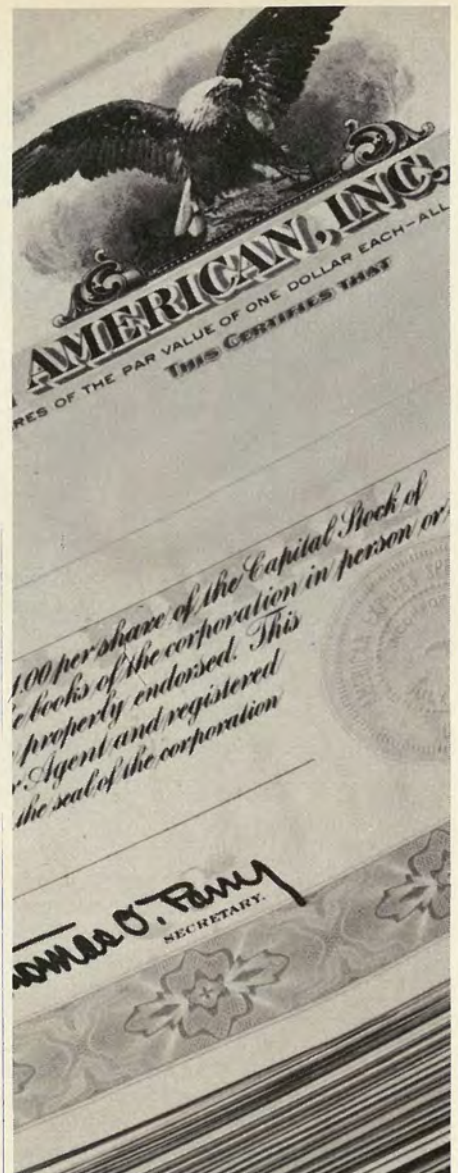 AMERICAN, INC.
RES OF THE PAR VALUE OF ONE DOLLAR EACH-ALL
THIS CERTIFIES THAT
1.00 per share of the Capital Stock of
e books of the corporation in person or
properly endorsed. This
r Agent and registered
the seal of the corporation
omas O. Parry
SECRETARY.